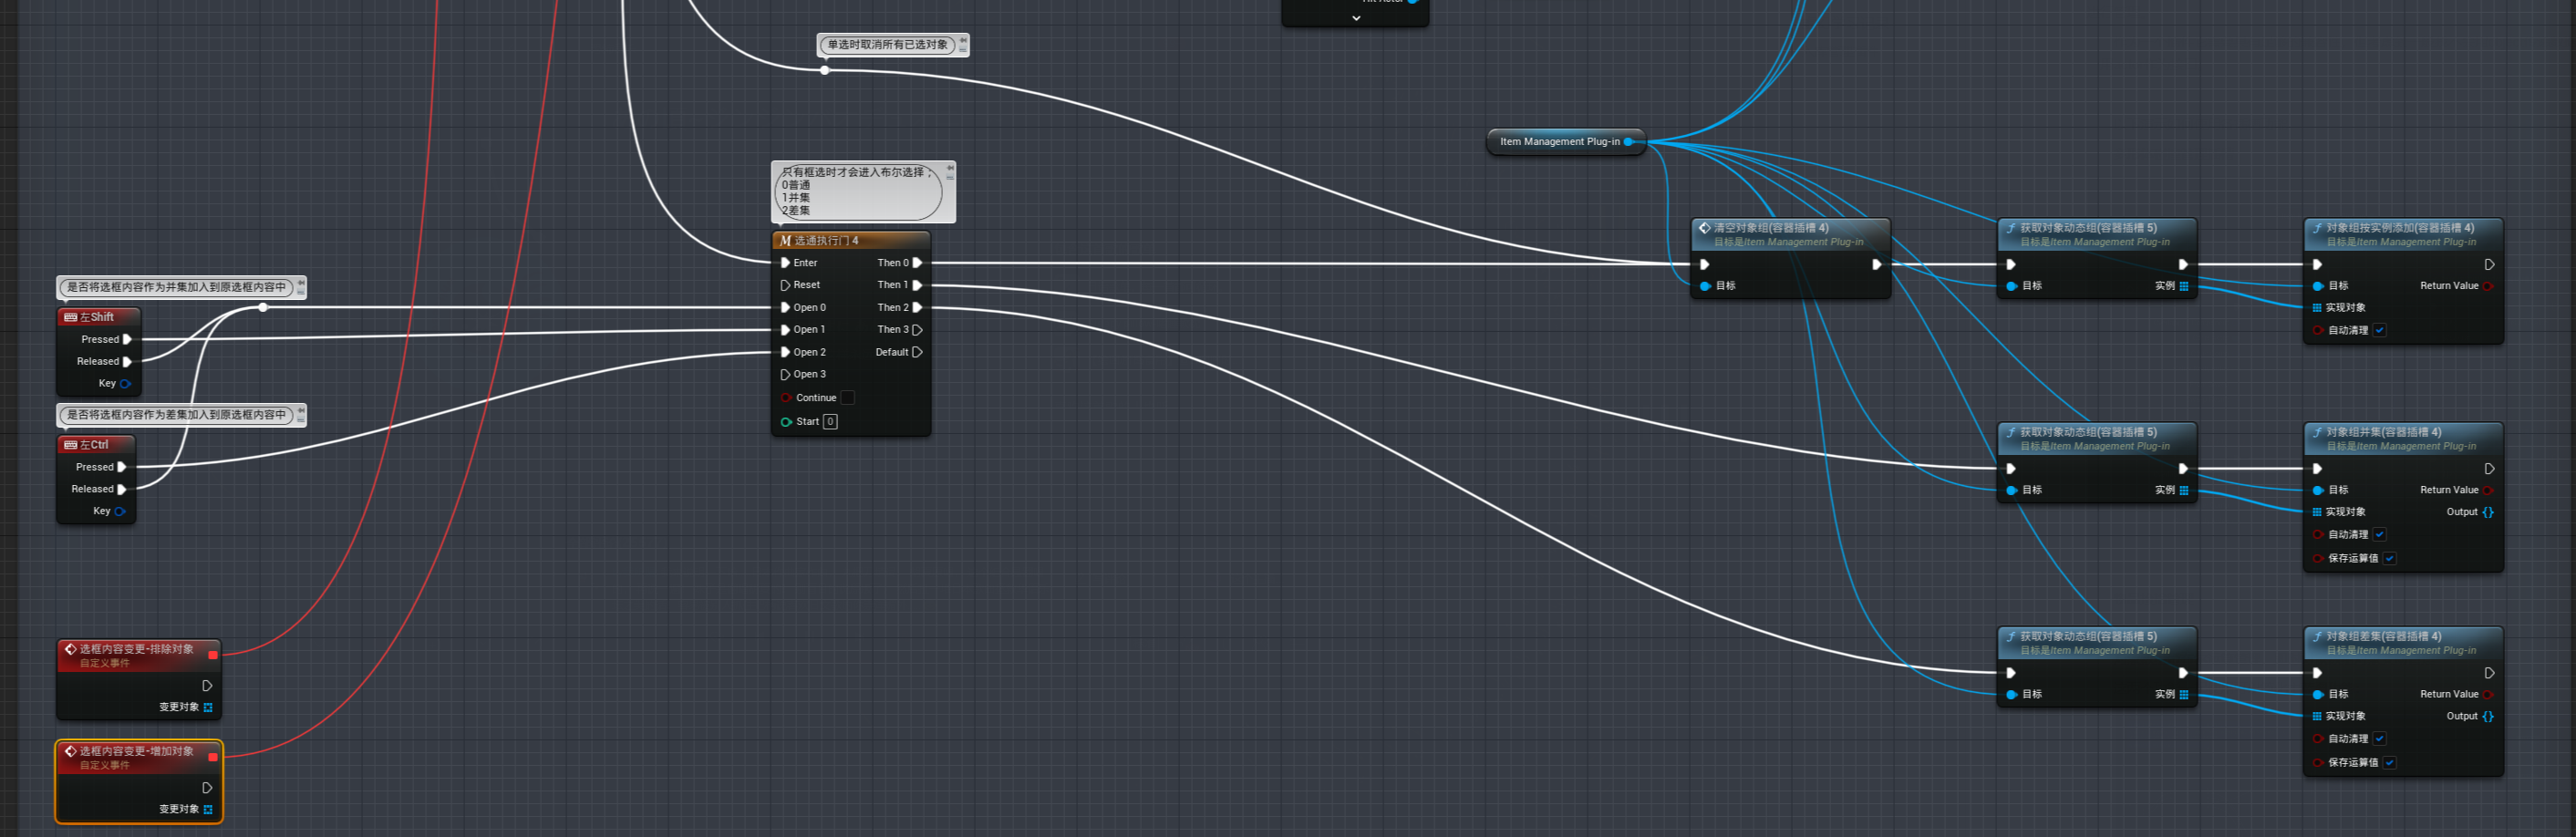 单选时取消所有已选对象
Item Management Plug-in
只有框选时才会进入布尔选择；
0普通
1并集
2差集
选通执行门 4
Enter
Then 0
Reset
Then 1
Open 0
Then 2
Open 1
Then 3
Open 2
Default
Open 3
Continue
Start 0
是否将选框内容作为并集加入到原选框内容中
左Shift
Pressed
Released
Key
是否将选框内容作为差集加入到原选框内容中
左Ctrl
Pressed
Released
Key
选框内容变更-排除对象
自定义事件
变更对象
选框内容变更-增加对象
自定义事件
变更对象
清空对象组(容器插槽 4)
目标是Item Management Plug-in
目标
获取对象动态组(容器插槽 5)
目标是Item Management Plug-in
目标
实例
对象组按实例添加(容器插槽 4)
目标是Item Management Plug-in
目标
Return Value
实现对象
自动清理
获取对象动态组(容器插槽 5)
目标是Item Management Plug-in
目标
实例
对象组并集(容器插槽 4)
目标是Item Management Plug-in
目标
Return Value
实现对象
Output
自动清理
保存运算值
获取对象动态组(容器插槽 5)
目标是Item Management Plug-in
目标
实例
对象组差集(容器插槽 4)
目标是Item Management Plug-in
目标
Return Value
实现对象
Output
自动清理
保存运算值